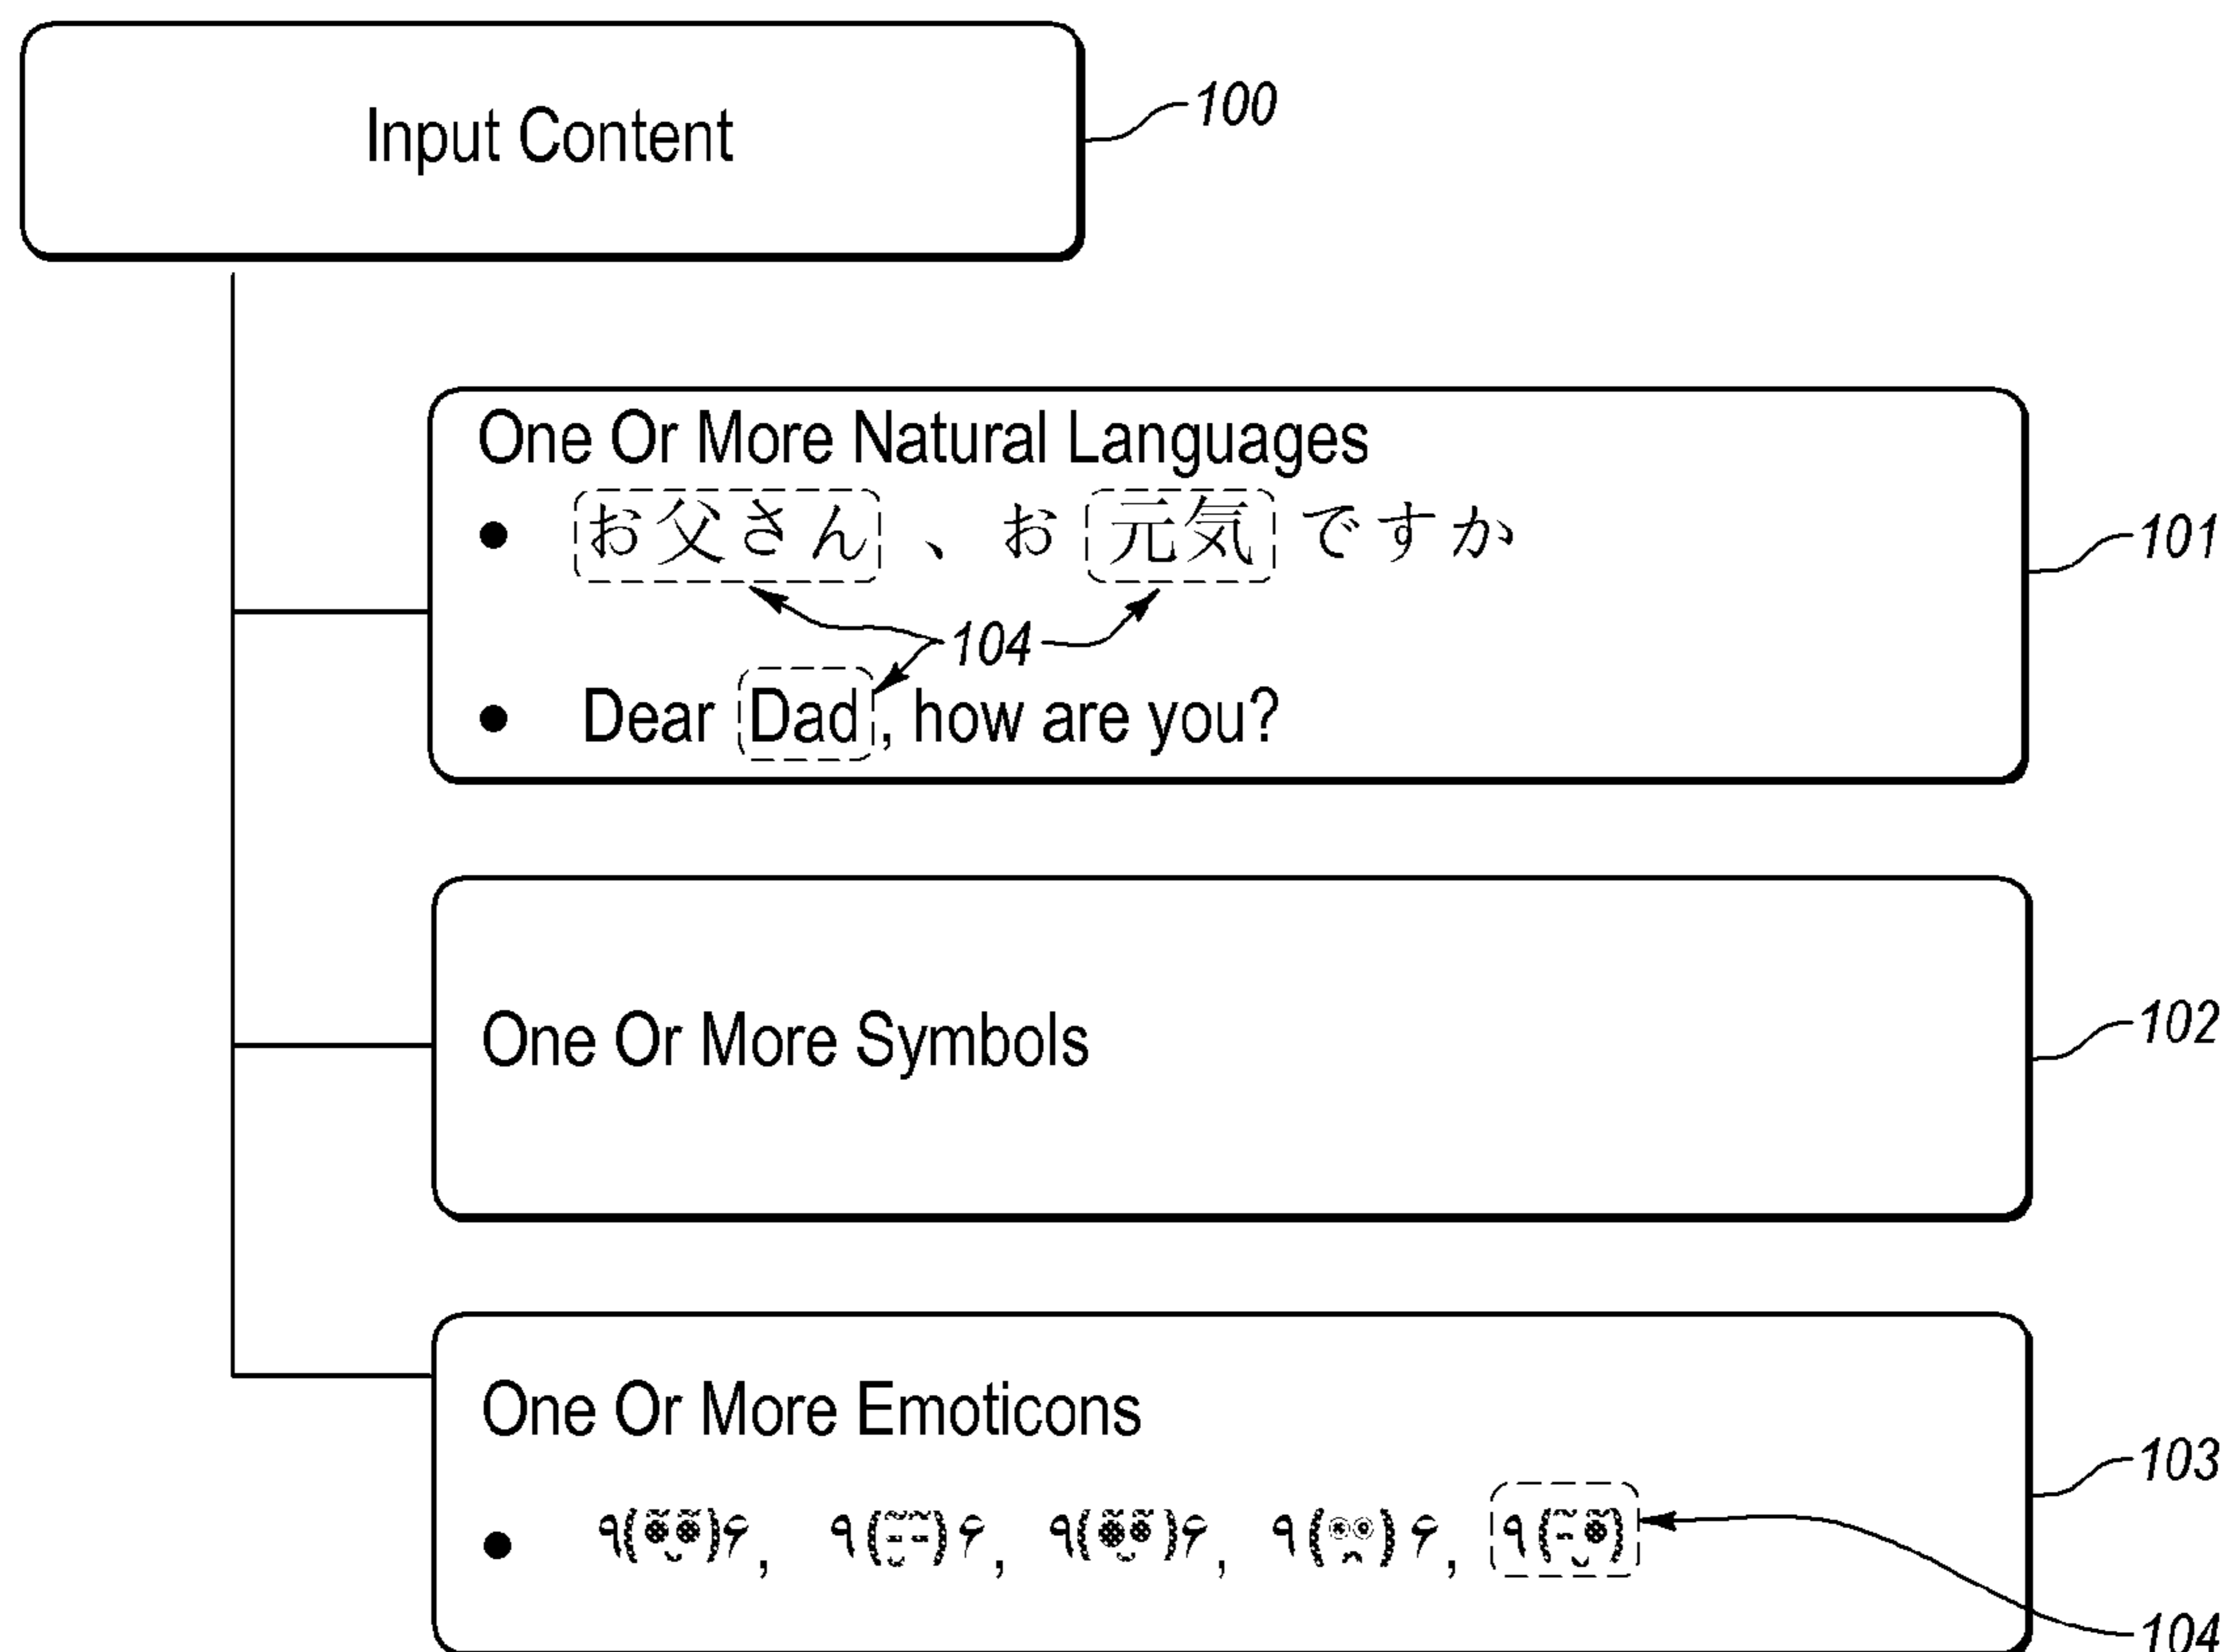 Input Content
100
One Or More Natural Languages
● お父さん 、 お 元気 ですか
101
104
● Dear Dad, how are you?
One Or More Symbols
102
One Or More Emoticons
103
104